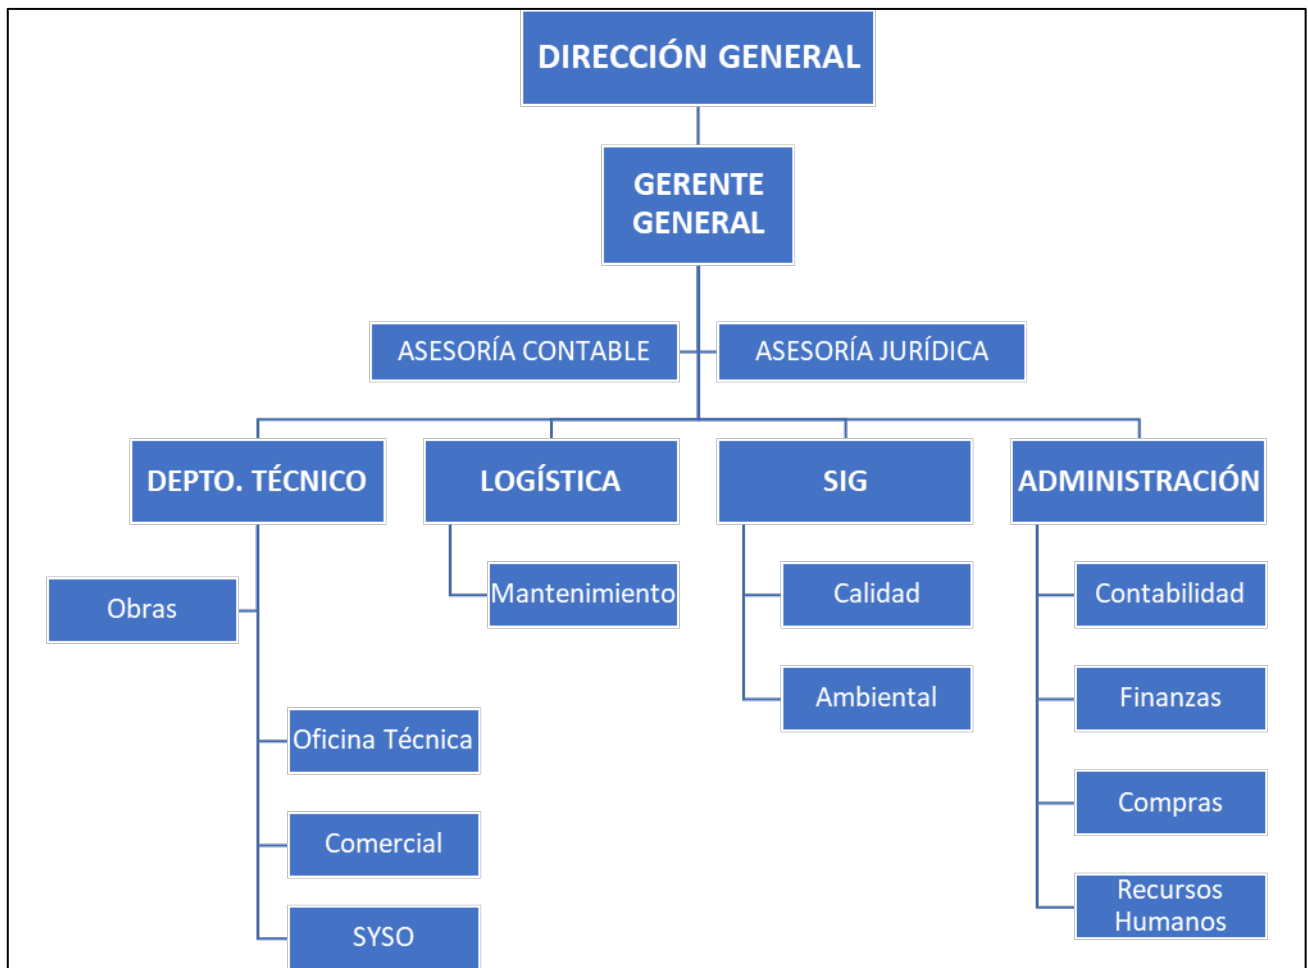 DIRECCIÓN GENERAL
GERENTE
GENERAL
ASESORÍA CONTABLE
ASESORÍA JURÍDICA
DEPTO. TÉCNICO
LOGÍSTICA
SIG
ADMINISTRACIÓN
Obras
Oficina Técnica
Comercial
SYSO
Mantenimiento
Calidad
Ambiental
Contabilidad
Finanzas
Compras
Recursos
Humanos